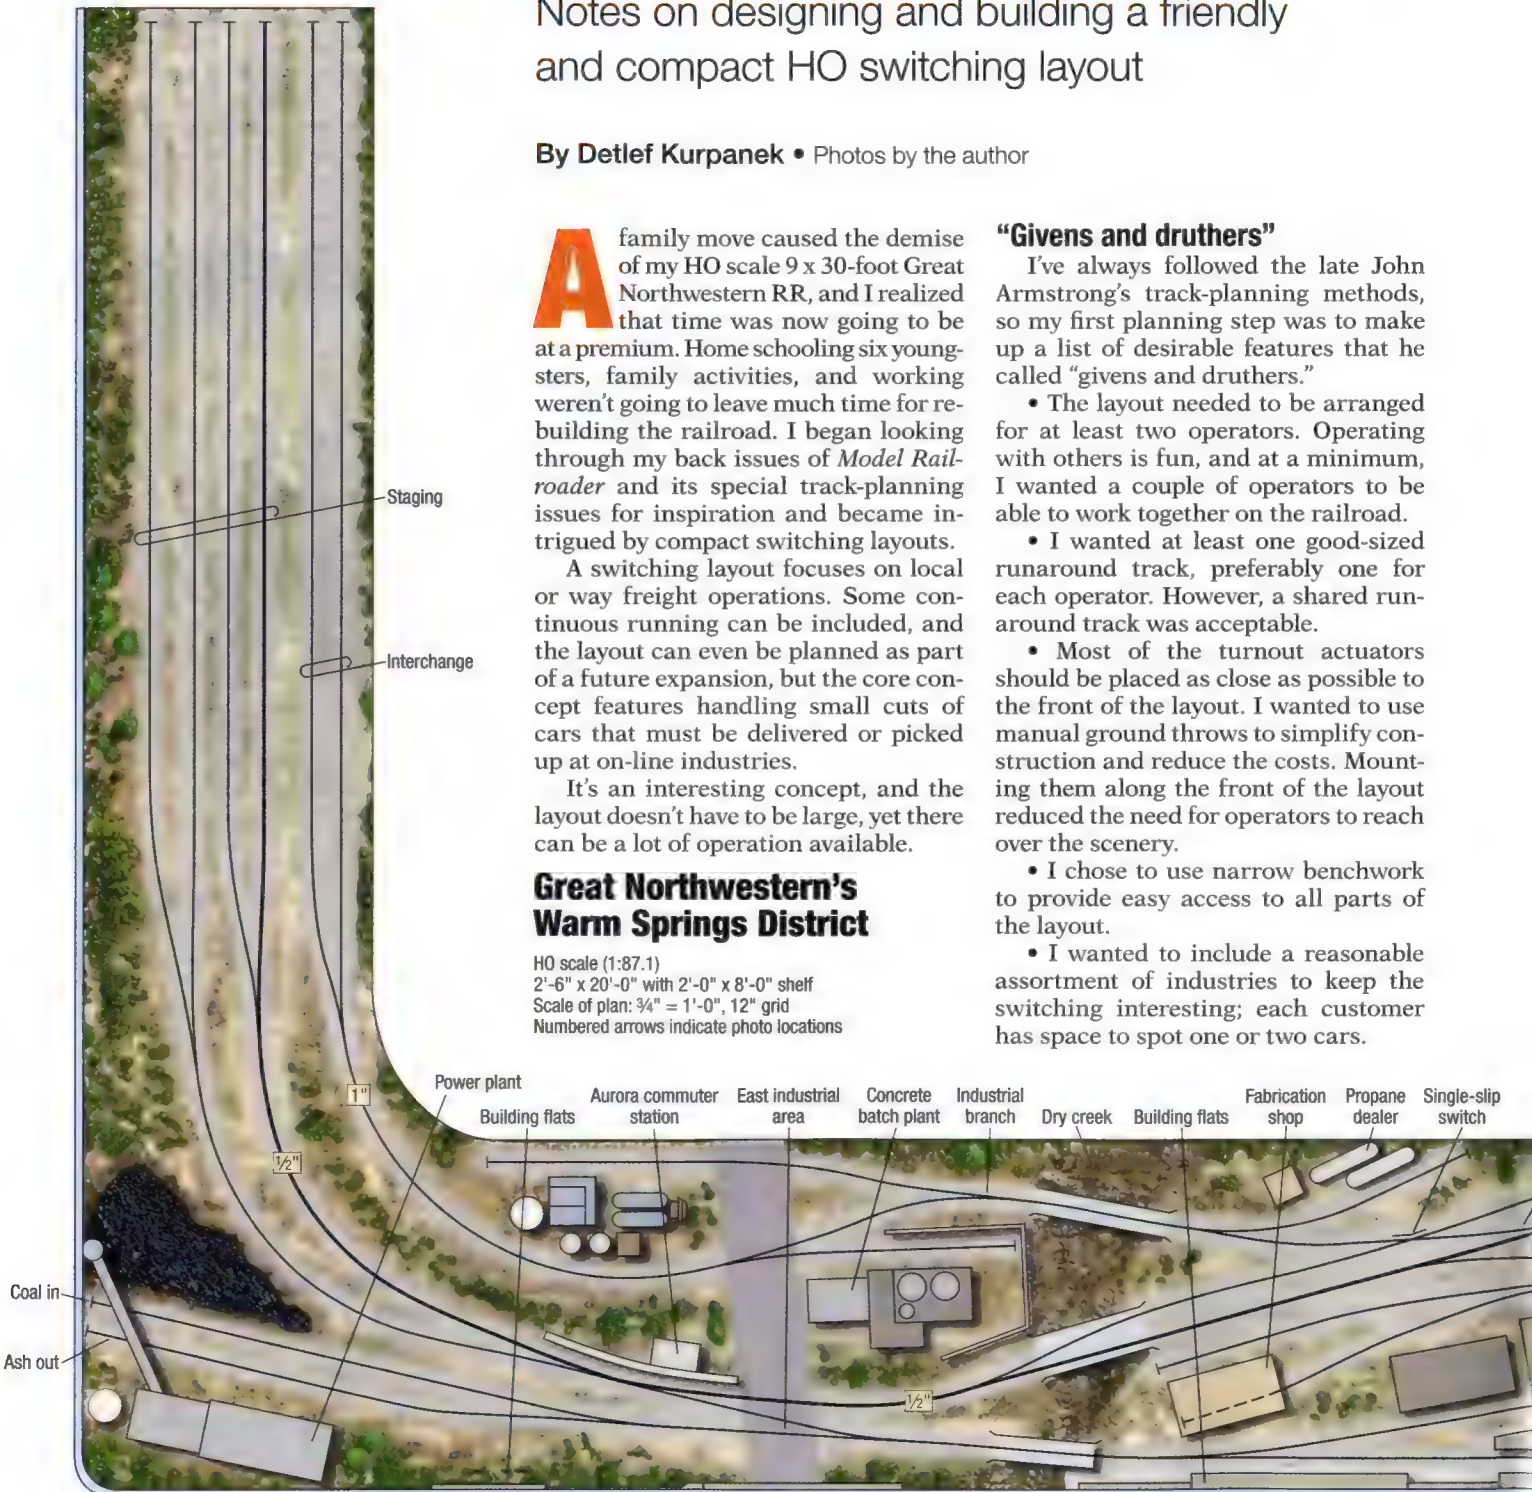 Notes on designing and building a friendly
and compact HO switching layout
By Detlef Kurpanek • Photos by the author
A family move caused the demise
of my HO scale 9 x 30-foot Great
Northwestern RR, and I realized
that time was now going to be
at a premium. Home schooling six young-
sters, family activities, and working
weren't going to leave much time for re-
building the railroad. I began looking
through my back issues of Model Rail-
roader and its special track-planning
issues for inspiration and became in-
trigued by compact switching layouts.
A switching layout focuses on local
or way freight operations. Some con-
tinuous running can be included, and
the layout can even be planned as part
of a future expansion, but the core con-
cept features handling small cuts of
cars that must be delivered or picked
up at on-line industries.
It's an interesting concept, and the
layout doesn't have to be large, yet there
can be a lot of operation available.
Great Northwestern's
Warm Springs District
HO scale (1:87.1)
2'-6" x 20'-0" with 2'-0" x 8'-0" shelf
Scale of plan: ¾" = 1'-0", 12" grid
Numbered arrows indicate photo locations
"Givens and druthers"
I've always followed the late John
Armstrong's track-planning methods,
so my first planning step was to make
up a list of desirable features that he
called "givens and druthers."
• The layout needed to be arranged
for at least two operators. Operating
with others is fun, and at a minimum,
I wanted a couple of operators to be
able to work together on the railroad.
• I wanted at least one good-sized
runaround track, preferably one for
each operator. However, a shared run-
around track was acceptable.
• Most of the turnout actuators
should be placed as close as possible to
the front of the layout. I wanted to use
manual ground throws to simplify con-
struction and reduce the costs. Mount-
ing them along the front of the layout
reduced the need for operators to reach
over the scenery.
• I chose to use narrow benchwork
to provide easy access to all parts of
the layout.
• I wanted to include a reasonable
assortment of industries to keep the
switching interesting; each customer
has space to spot one or two cars.
Staging
Interchange
1"
½"
Power plant
Building flats
Aurora commuter
station
East industrial
area
Concrete
batch plant
Industrial
branch
Dry creek
Building flats
Fabrication
shop
Propane
dealer
Single-slip
switch
Coal in
Ash out
½"